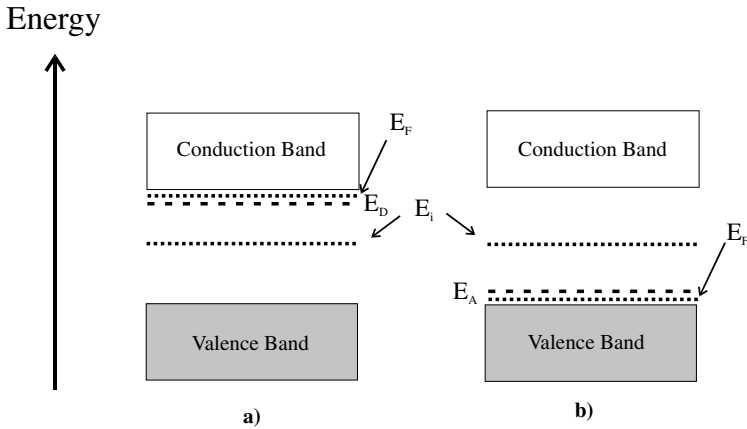 Energy
Conduction Band
E_F
E_D
E_i
Valence Band
a)
Conduction Band
E_F
E_A
Valence Band
b)